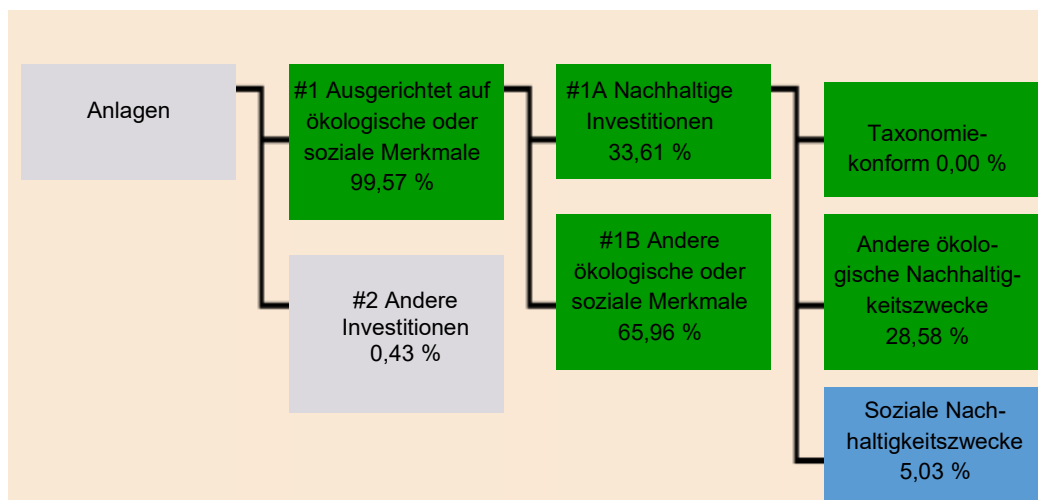 Anlagen
#1 Ausgerichtet auf
ökologische oder
soziale Merkmale
99,57 %
#2 Andere
Investitionen
0,43 %
#1A Nachhaltige
Investitionen
33,61 %
#1B Andere
ökologische oder
soziale Merkmale
65,96 %
Taxonomie-
konform 0,00 %
Andere ökolo-
gische Nachhaltig-
keitszwecke
28,58 %
Soziale Nach-
haltigkeitszwecke
5,03 %